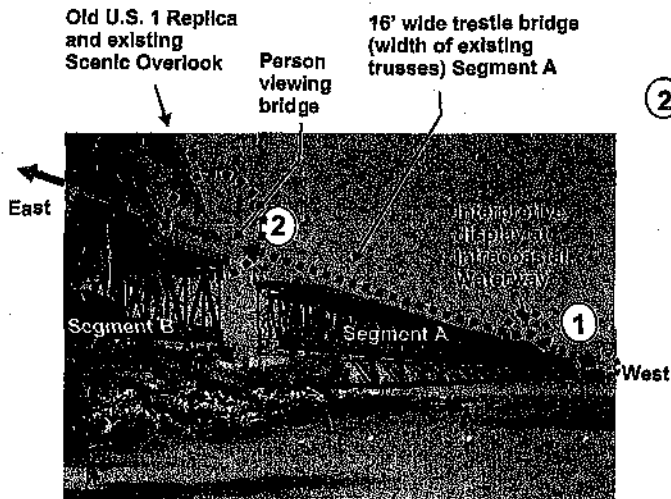 Old U.S. 1 Replica
and existing
Scenic Overlook
Person
viewing
bridge
16' wide trestle bridge
(width of existing
trusses) Segment A
2
East
2
Interpretive
display at
Intracoastal
Waterway
1
Segment B
Segment A
West